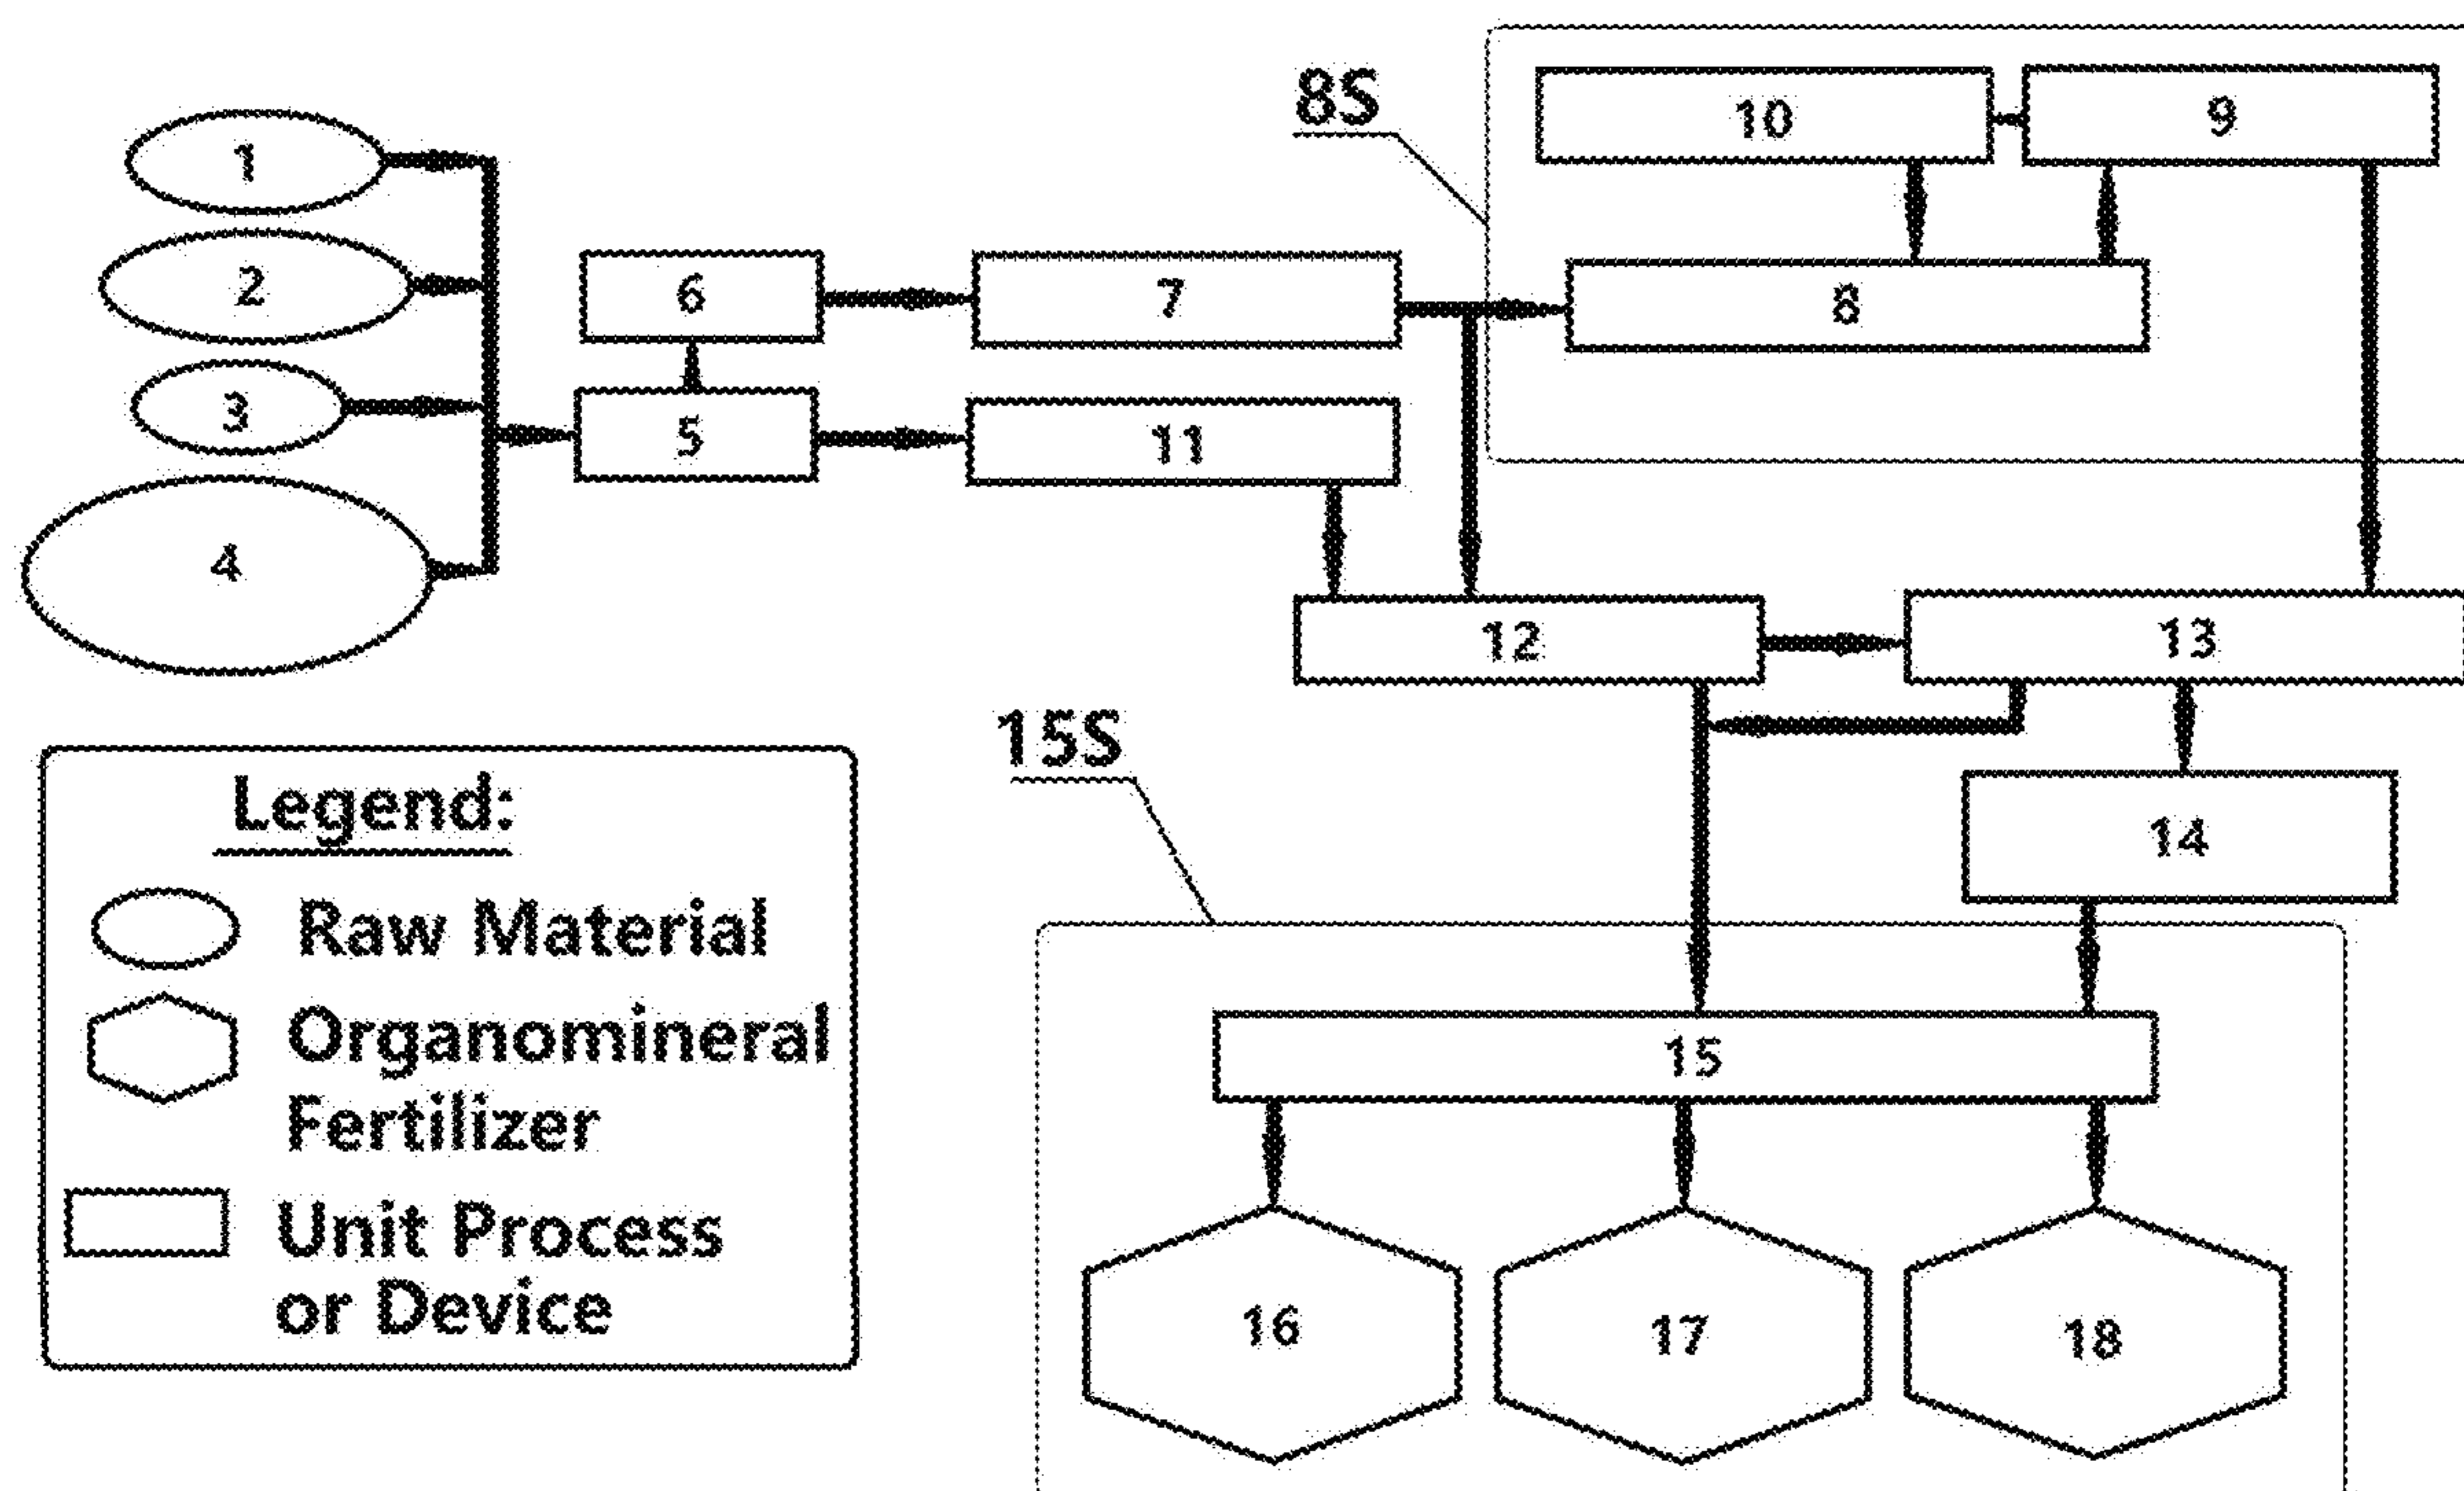 8S
10
9
1
2
6
7
8
3
5
11
4
12
13
15S
14
Legend:
Raw Material
Organomineral
Fertilizer
Unit Process
or Device
15
16
17
18